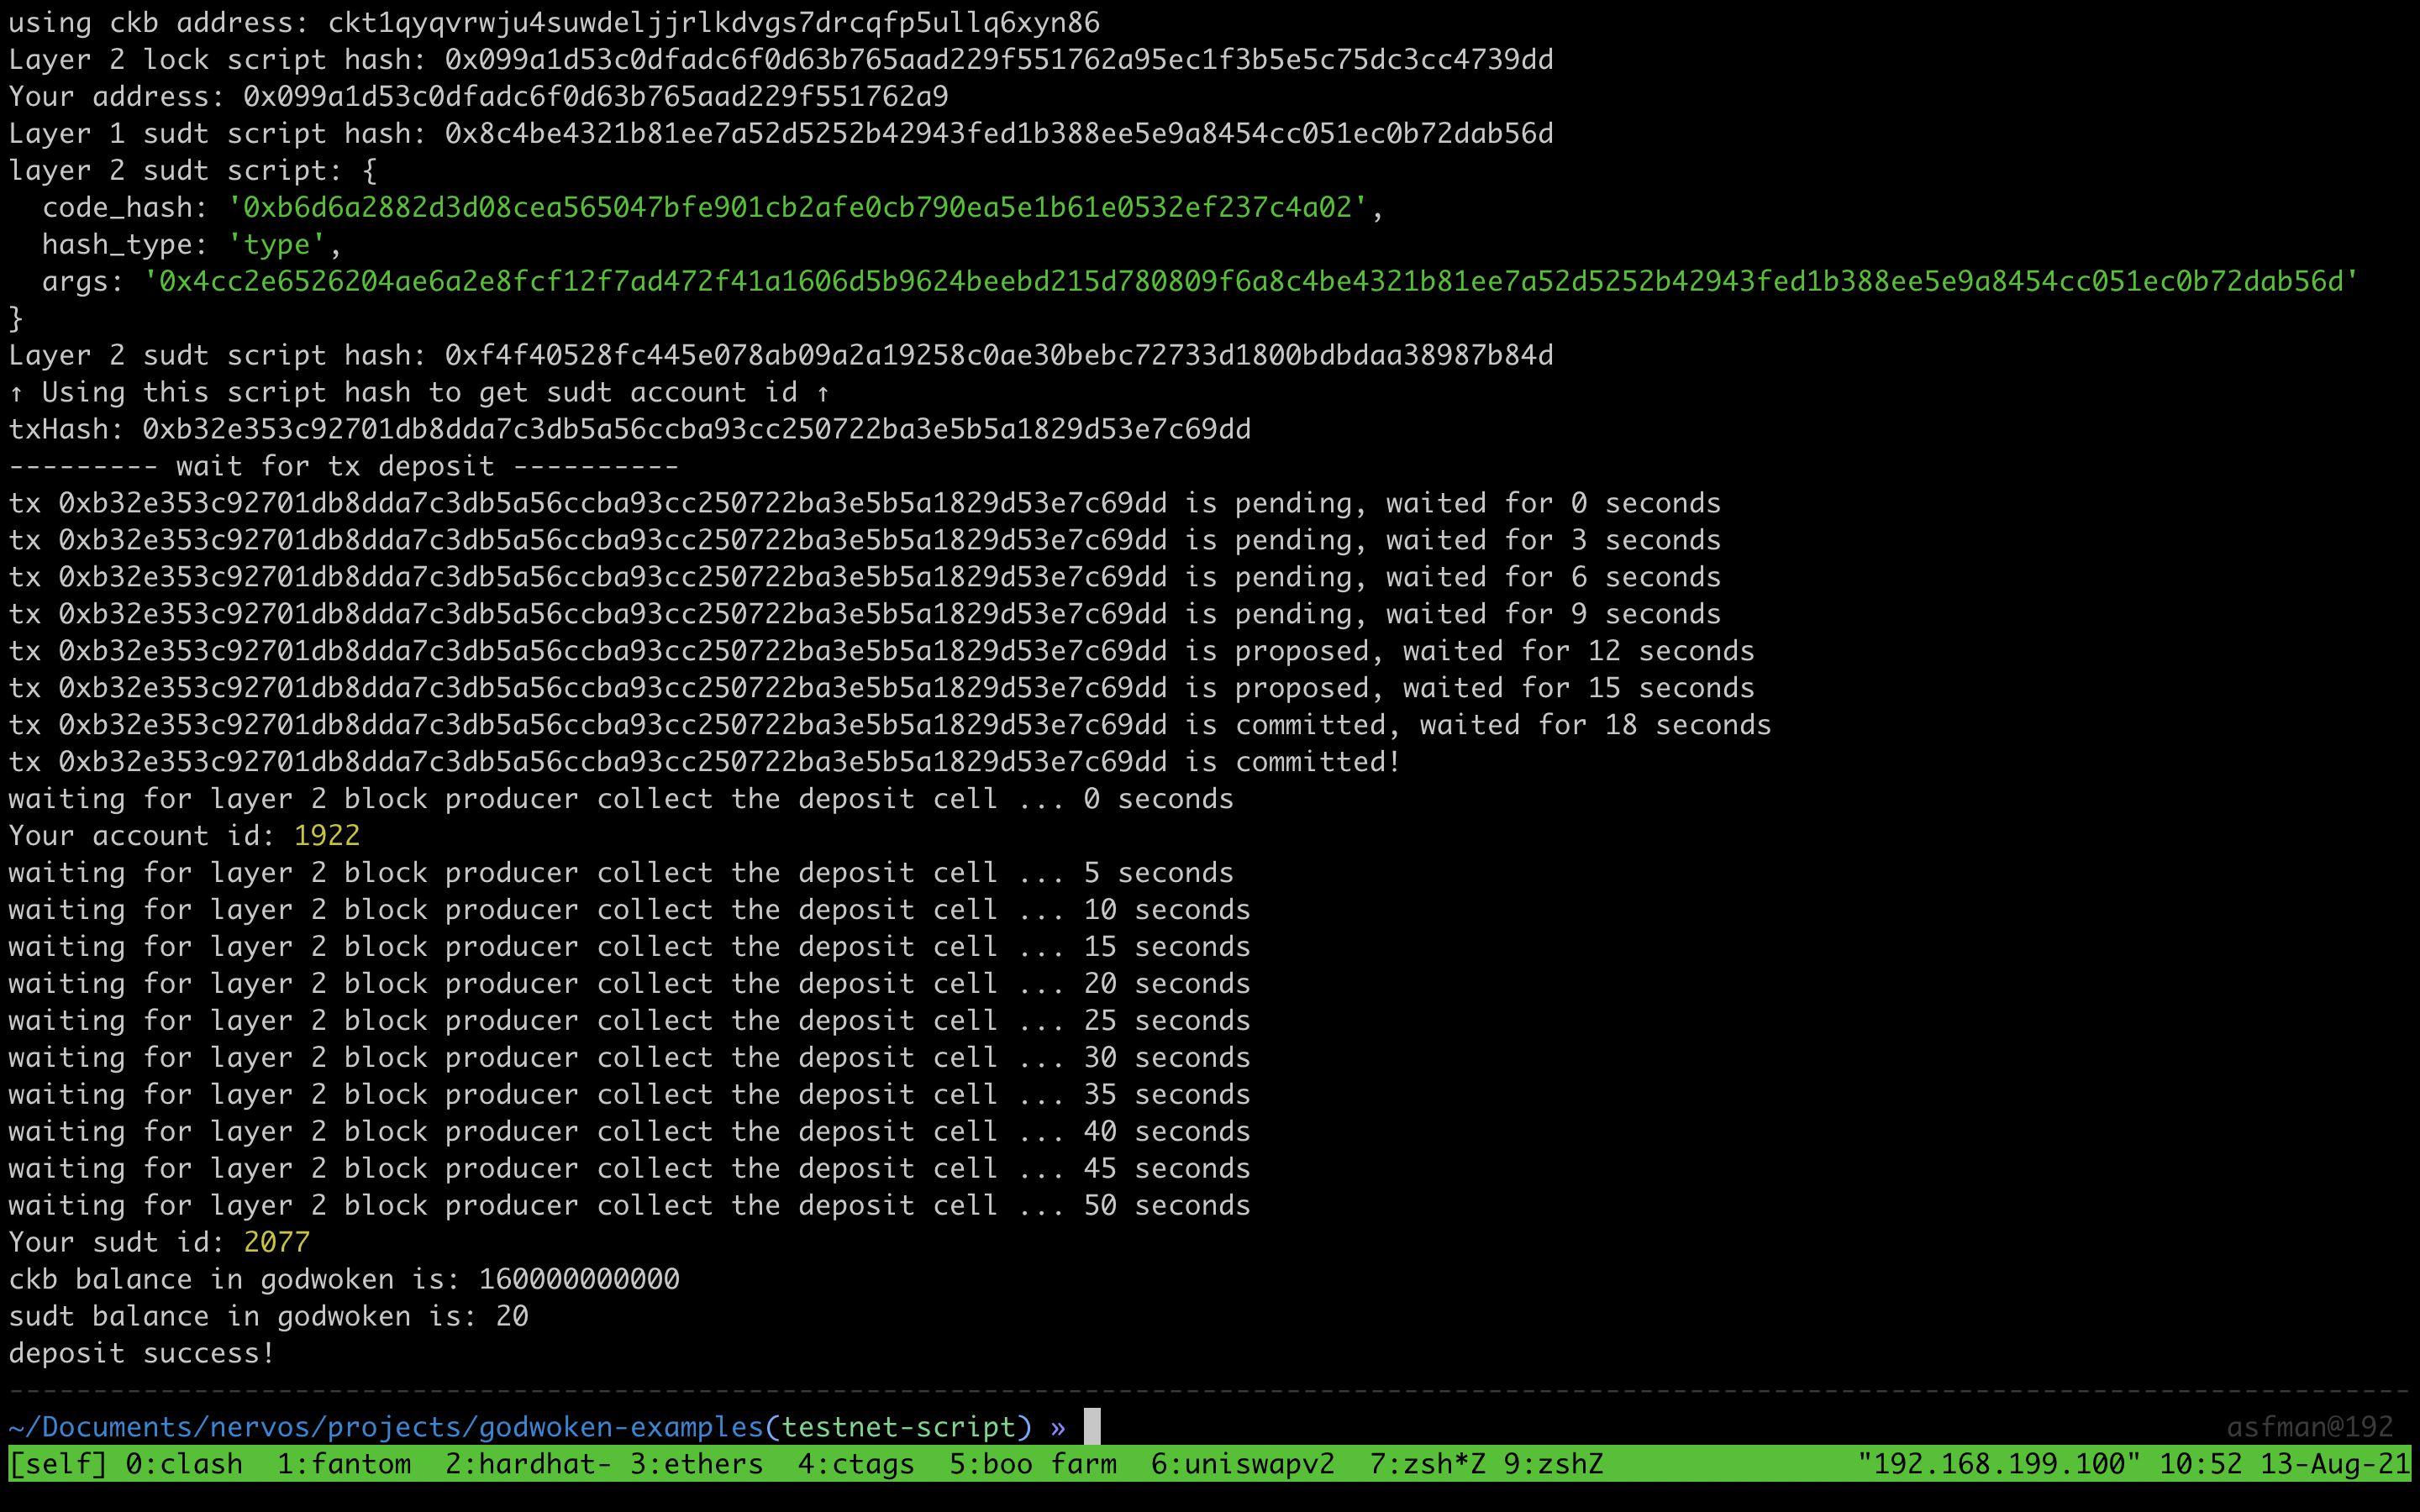 using ckb address: ckt1qyqvrwju4suwdeljjrlkdvgs7drcqfp5ullq6xyn86
Layer 2 lock script hash: 0x099a1d53c0dfadc6f0d63b765aad229f551762a95ec1f3b5e5c75dc3cc4739dd
Your address: 0x099a1d53c0dfadc6f0d63b765aad229f551762a9
Layer 1 sudt script hash: 0x8c4be4321b81ee7a52d5252b42943fed1b388ee5e9a8454cc051ec0b72dab56d
layer 2 sudt script: {
  code_hash: '0xb6d6a2882d3d08cea565047bfe901cb2afe0cb790ea5e1b61e0532ef237c4a02',
  hash_type: 'type',
  args: '0x4cc2e6526204ae6a2e8fcf12f7ad472f41a1606d5b9624beebd215d780809f6a8c4be4321b81ee7a52d5252b42943fed1b388ee5e9a8454cc051ec0b72dab56d'
}
Layer 2 sudt script hash: 0xf4f40528fc445e078ab09a2a19258c0ae30bebc72733d1800bdbdaa38987b84d
↑ Using this script hash to get sudt account id ↑
txHash: 0xb32e353c92701db8dda7c3db5a56ccba93cc250722ba3e5b5a1829d53e7c69dd
--------- wait for tx deposit ----------
tx 0xb32e353c92701db8dda7c3db5a56ccba93cc250722ba3e5b5a1829d53e7c69dd is pending, waited for 0 seconds
tx 0xb32e353c92701db8dda7c3db5a56ccba93cc250722ba3e5b5a1829d53e7c69dd is pending, waited for 3 seconds
tx 0xb32e353c92701db8dda7c3db5a56ccba93cc250722ba3e5b5a1829d53e7c69dd is pending, waited for 6 seconds
tx 0xb32e353c92701db8dda7c3db5a56ccba93cc250722ba3e5b5a1829d53e7c69dd is pending, waited for 9 seconds
tx 0xb32e353c92701db8dda7c3db5a56ccba93cc250722ba3e5b5a1829d53e7c69dd is proposed, waited for 12 seconds
tx 0xb32e353c92701db8dda7c3db5a56ccba93cc250722ba3e5b5a1829d53e7c69dd is proposed, waited for 15 seconds
tx 0xb32e353c92701db8dda7c3db5a56ccba93cc250722ba3e5b5a1829d53e7c69dd is committed, waited for 18 seconds
tx 0xb32e353c92701db8dda7c3db5a56ccba93cc250722ba3e5b5a1829d53e7c69dd is committed!
waiting for layer 2 block producer collect the deposit cell ... 0 seconds
Your account id: 1922
waiting for layer 2 block producer collect the deposit cell ... 5 seconds
waiting for layer 2 block producer collect the deposit cell ... 10 seconds
waiting for layer 2 block producer collect the deposit cell ... 15 seconds
waiting for layer 2 block producer collect the deposit cell ... 20 seconds
waiting for layer 2 block producer collect the deposit cell ... 25 seconds
waiting for layer 2 block producer collect the deposit cell ... 30 seconds
waiting for layer 2 block producer collect the deposit cell ... 35 seconds
waiting for layer 2 block producer collect the deposit cell ... 40 seconds
waiting for layer 2 block producer collect the deposit cell ... 45 seconds
waiting for layer 2 block producer collect the deposit cell ... 50 seconds
Your sudt id: 2077
ckb balance in godwoken is: 160000000000
sudt balance in godwoken is: 20
deposit success!
~/Documents/nervos/projects/godwoken-examples(testnet-script) » asfman@192
[self] 0:clash  1:fantom  2:hardhat- 3:ethers  4:ctags  5:boo farm  6:uniswapv2  7:zsh*Z 9:zshZ "192.168.199.100" 10:52 13-Aug-21